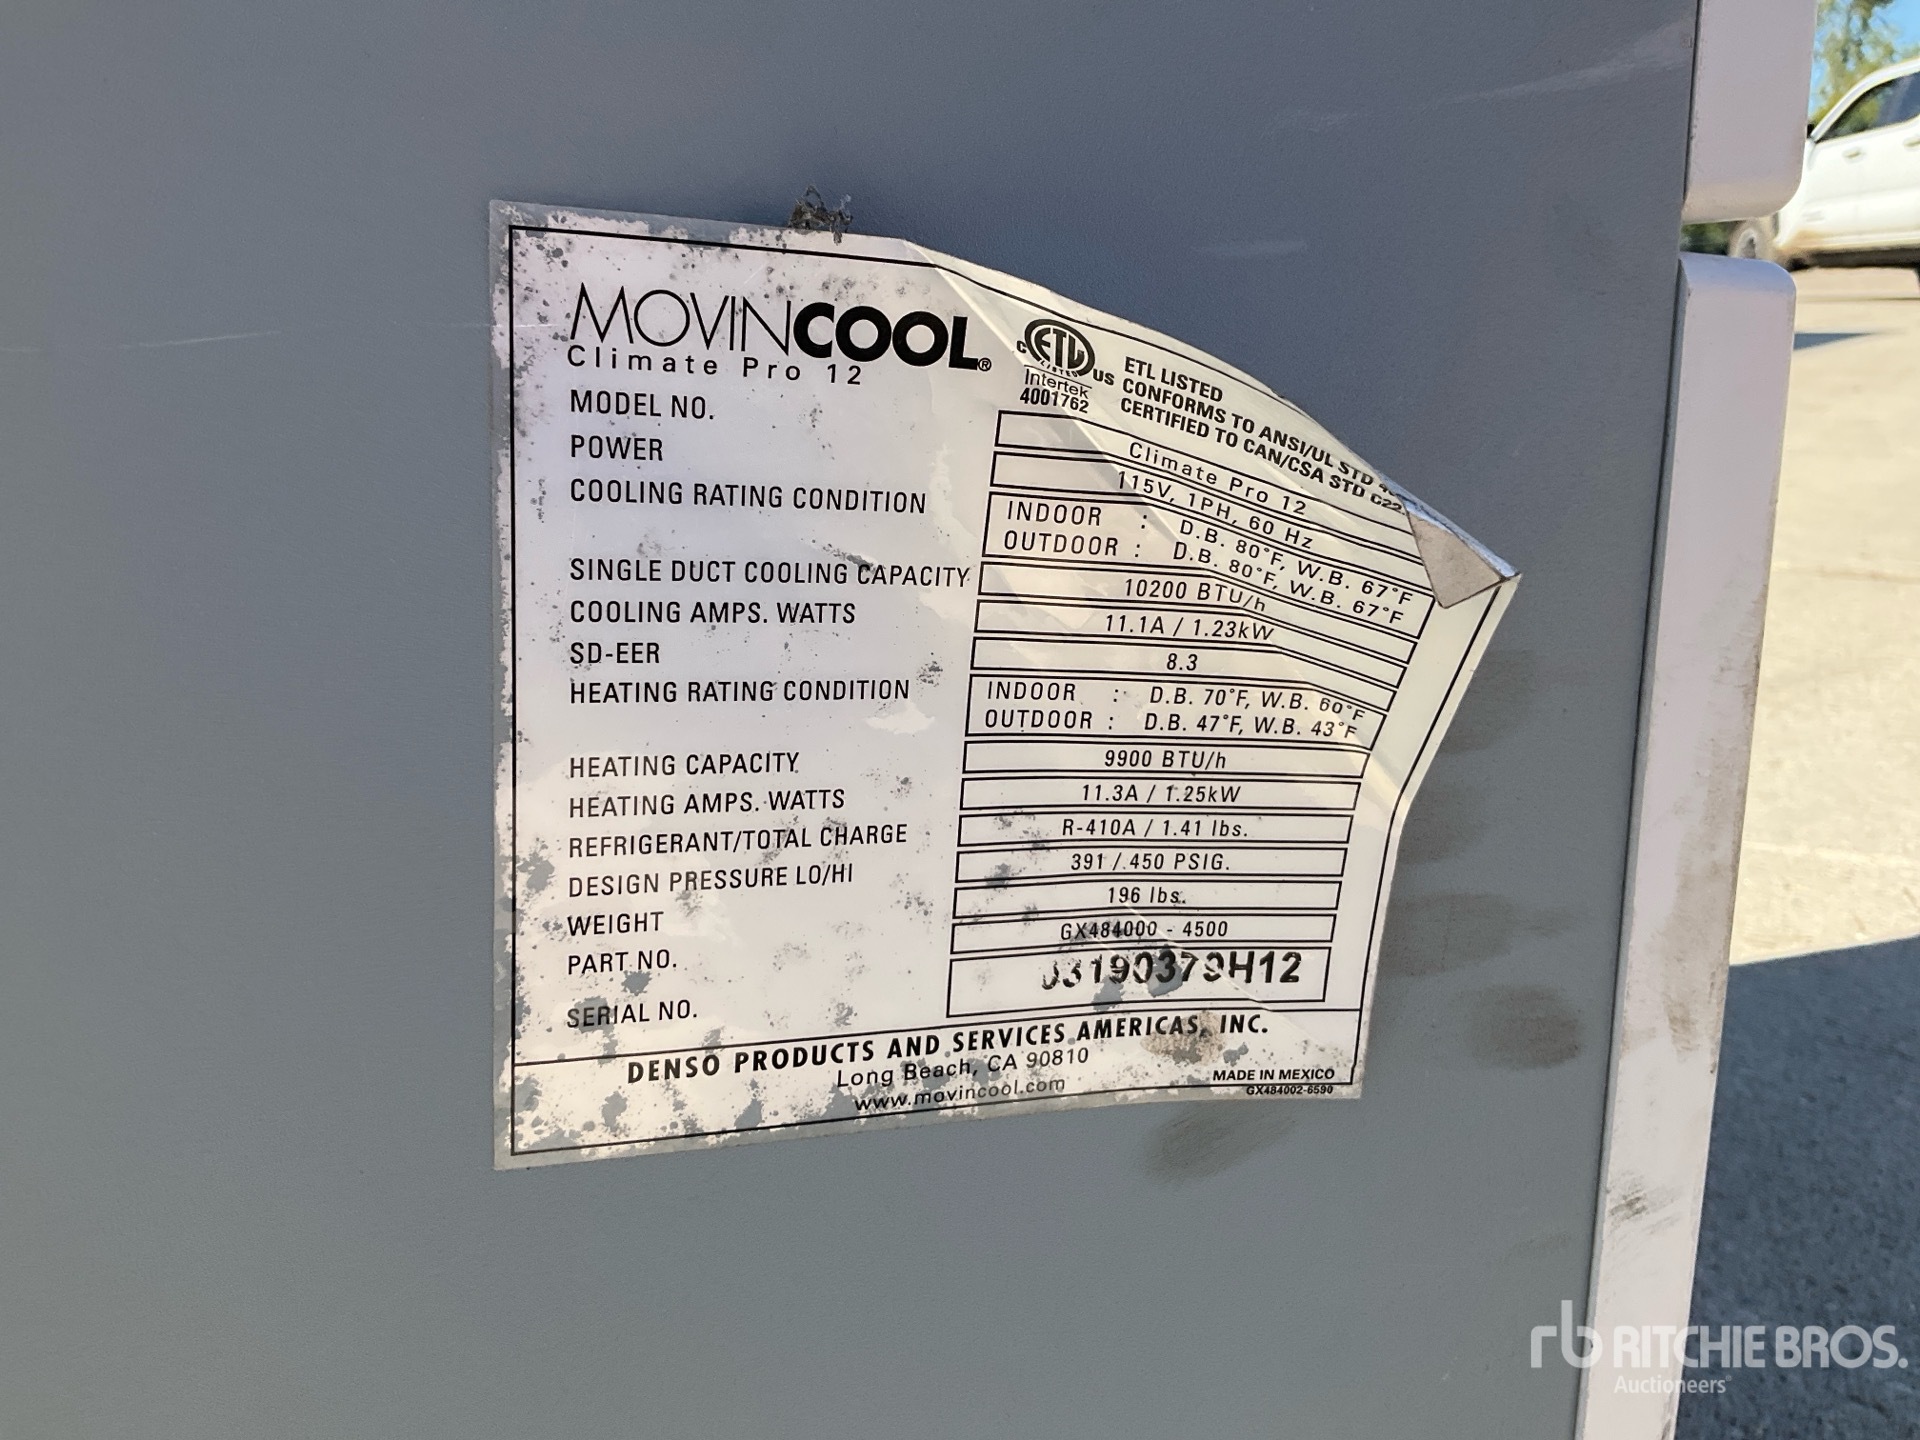 MOVINCOOL®
Climate Pro 12
C ETL LISTED US
Intertek
4001762
ETL LISTED
CONFORMS TO ANSI/UL STD
CERTIFIED TO CAN/CSA STD C22.
MODEL NO. Climate Pro 12
POWER 115V, 1PH, 60 Hz
COOLING RATING CONDITION INDOOR : D.B. 80°F, W.B. 67°F
OUTDOOR : D.B. 80°F, W.B. 67°F
SINGLE DUCT COOLING CAPACITY 10200 BTU/h
COOLING AMPS. WATTS 11.1A / 1.23kW
SD-EER 8.3
HEATING RATING CONDITION INDOOR : D.B. 70°F, W.B. 60°F
OUTDOOR : D.B. 47°F, W.B. 43°F
HEATING CAPACITY 9900 BTU/h
HEATING AMPS. WATTS 11.3A / 1.25kW
REFRIGERANT/TOTAL CHARGE R-410A / 1.41 lbs.
DESIGN PRESSURE LO/HI 391 / 450 PSIG.
WEIGHT 196 lbs.
PART NO. GX484000 - 4500
SERIAL NO.
DENSO PRODUCTS AND SERVICES AMERICAS, INC.
Long Beach, CA 90810
www.movincool.com
MADE IN MEXICO
GX484002-6590
rb RITCHIE BROS.
Auctioneers